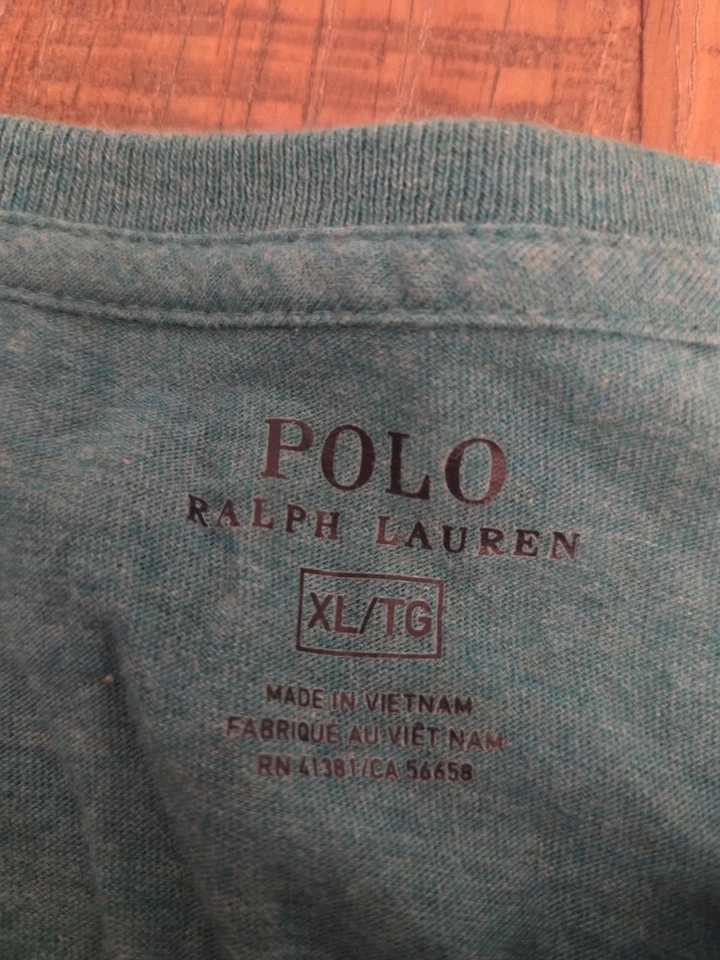 POLO
RALPH LAUREN
XL/TG
MADE IN VIETNAM
FABRIQUÉ AU VIÊT NAM
RN 41381/CA 56658